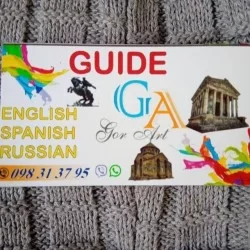 GUIDE
GA
Gor Art
ENGLISH
SPANISH
RUSSIAN
098 31 37 95